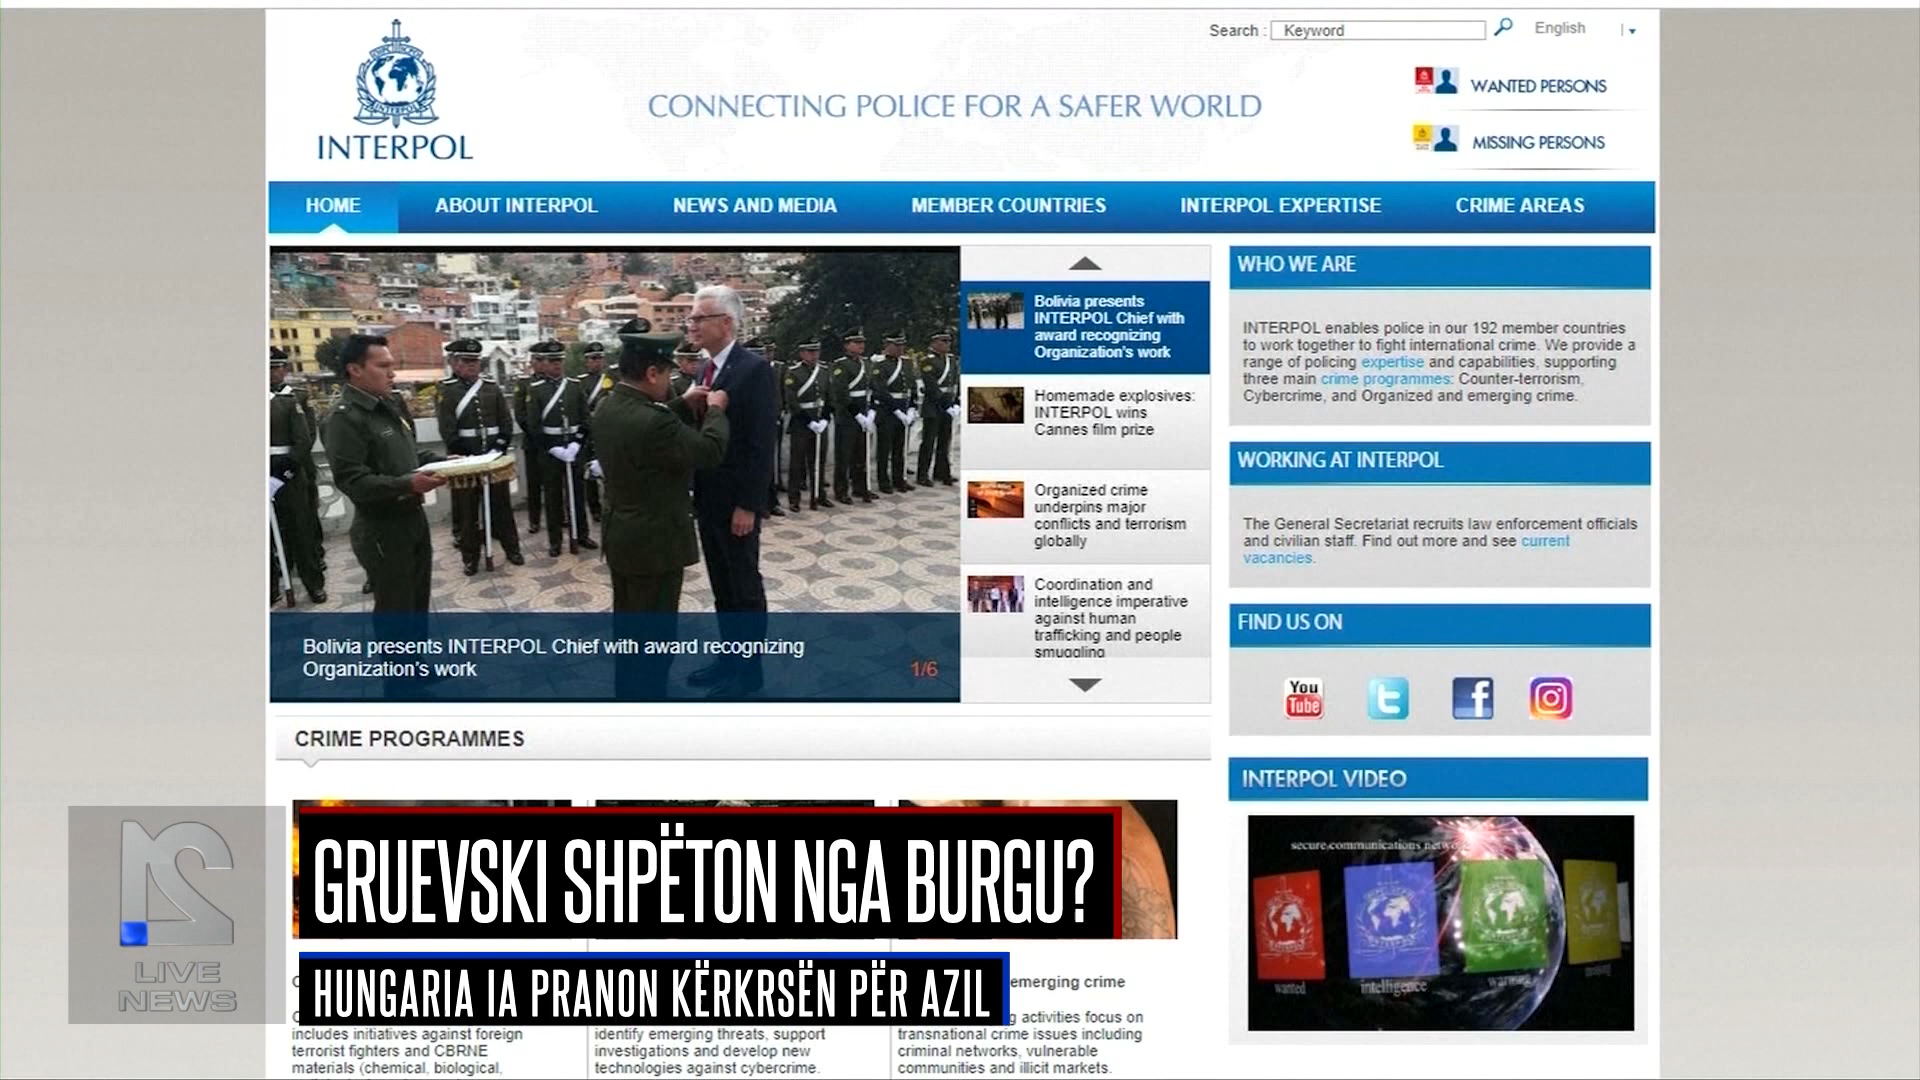 Search :
Keyword
English
INTERPOL
INTERPOL
CONNECTING POLICE FOR A SAFER WORLD
WANTED PERSONS
MISSING PERSONS
HOME
ABOUT INTERPOL
NEWS AND MEDIA
MEMBER COUNTRIES
INTERPOL EXPERTISE
CRIME AREAS
Bolivia presents INTERPOL Chief with award recognizing
Organization's work
1/6
Bolivia presents
INTERPOL Chief with
award recognizing
Organization's work
Homemade explosives:
INTERPOL wins
Cannes film prize
Organized crime
underpins major
conflicts and terrorism
globally
Coordination and
intelligence imperative
against human
trafficking and people
smuggling
WHO WE ARE
INTERPOL enables police in our 192 member countries
to work together to fight international crime. We provide a
range of policing expertise and capabilities, supporting
three main crime programmes: Counter-terrorism,
Cybercrime, and Organized and emerging crime.
WORKING AT INTERPOL
The General Secretariat recruits law enforcement officials
and civilian staff. Find out more and see current
vacancies.
FIND US ON
You
Tube
INTERPOL VIDEO
secure communications network
wanted
intelligence
warning
missing
CRIME PROGRAMMES
GRUEVSKI SHPËTON NGA BURGU?
HUNGARIA IA PRANON KËRKRSËN PËR AZIL
LIVE
NEWS
emerging crime
includes initiatives against foreign
terrorist fighters and CBRNE
materials (chemical, biological,
identify emerging threats, support
investigations and develop new
technologies against cybercrime.
activities focus on
transnational crime issues including
criminal networks, vulnerable
communities and illicit markets.